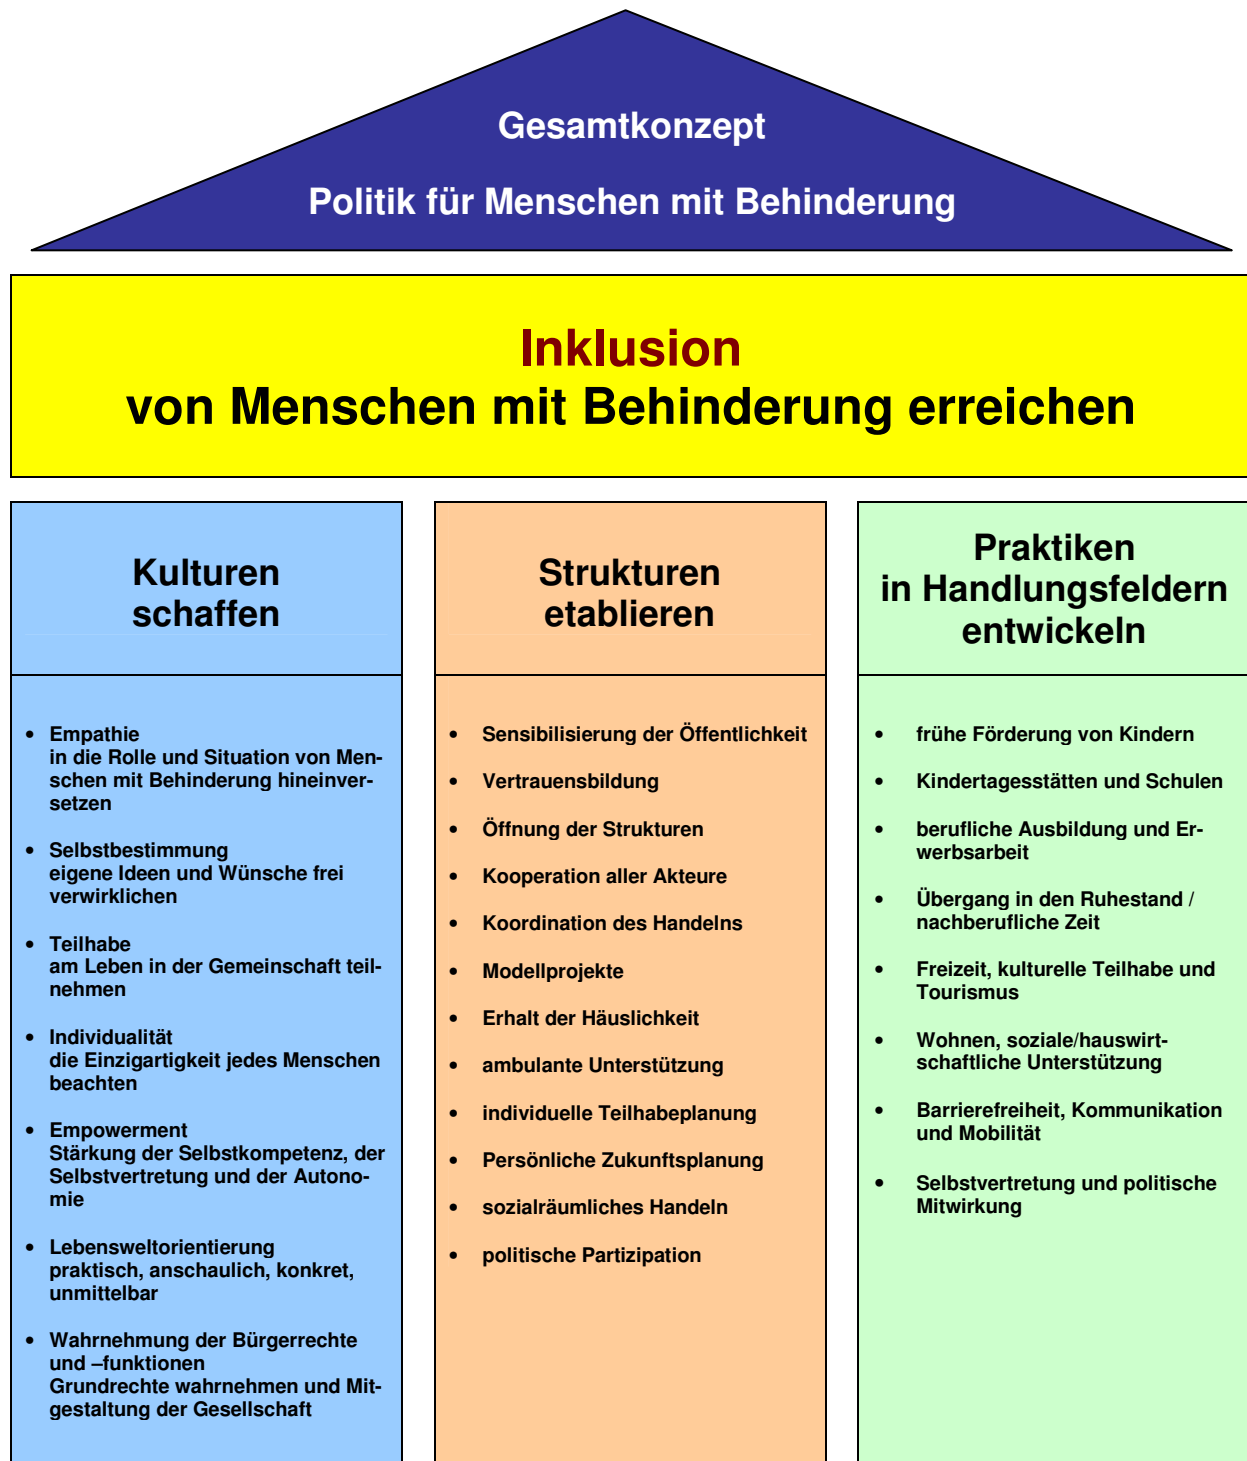 Gesamtkonzept
Politik für Menschen mit Behinderung
Inklusion
von Menschen mit Behinderung erreichen
Kulturen
schaffen
• Empathie
in die Rolle und Situation von Men-
schen mit Behinderung hineinver-
setzen
• Selbstbestimmung
eigene Ideen und Wünsche frei
verwirklichen
• Teilhabe
am Leben in der Gemeinschaft teil-
nehmen
• Individualität
die Einzigartigkeit jedes Menschen
beachten
• Empowerment
Stärkung der Selbstkompetenz, der
Selbstvertretung und der Autono-
mie
• Lebensweltorientierung
praktisch, anschaulich, konkret,
unmittelbar
• Wahrnehmung der Bürgerrechte
und –funktionen
Grundrechte wahrnehmen und Mit-
gestaltung der Gesellschaft
Strukturen
etablieren
• Sensibilisierung der Öffentlichkeit
• Vertrauensbildung
• Öffnung der Strukturen
• Kooperation aller Akteure
• Koordination des Handelns
• Modellprojekte
• Erhalt der Häuslichkeit
• ambulante Unterstützung
• individuelle Teilhabeplanung
• Persönliche Zukunftsplanung
• sozialräumliches Handeln
• politische Partizipation
Praktiken
in Handlungsfeldern
entwickeln
• frühe Förderung von Kindern
• Kindertagesstätten und Schulen
• berufliche Ausbildung und Er-
werbsarbeit
• Übergang in den Ruhestand /
nachberufliche Zeit
• Freizeit, kulturelle Teilhabe und
Tourismus
• Wohnen, soziale/hauswirt-
schaftliche Unterstützung
• Barrierefreiheit, Kommunikation
und Mobilität
• Selbstvertretung und politische
Mitwirkung